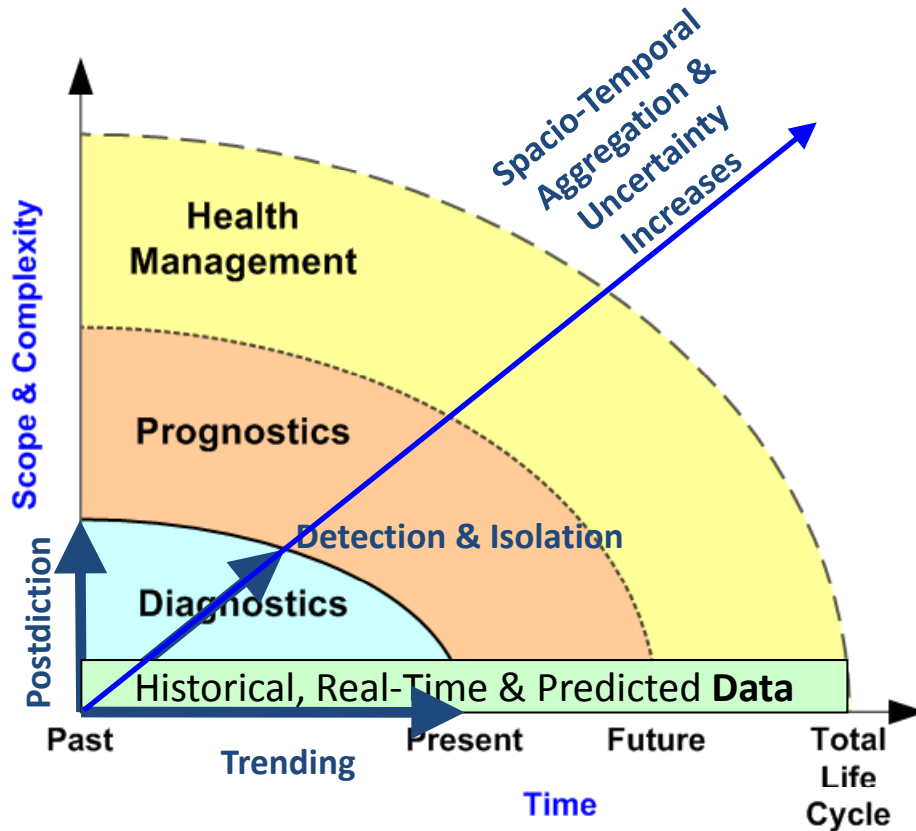 Spacio-Temporal
Aggregation &
Uncertainty
Increases
Scope & Complexity
Health
Management
Prognostics
Detection & Isolation
Postdiction
Diagnostics
Historical, Real-Time & Predicted Data
Past
Present
Future
Total
Life
Cycle
Trending
Time